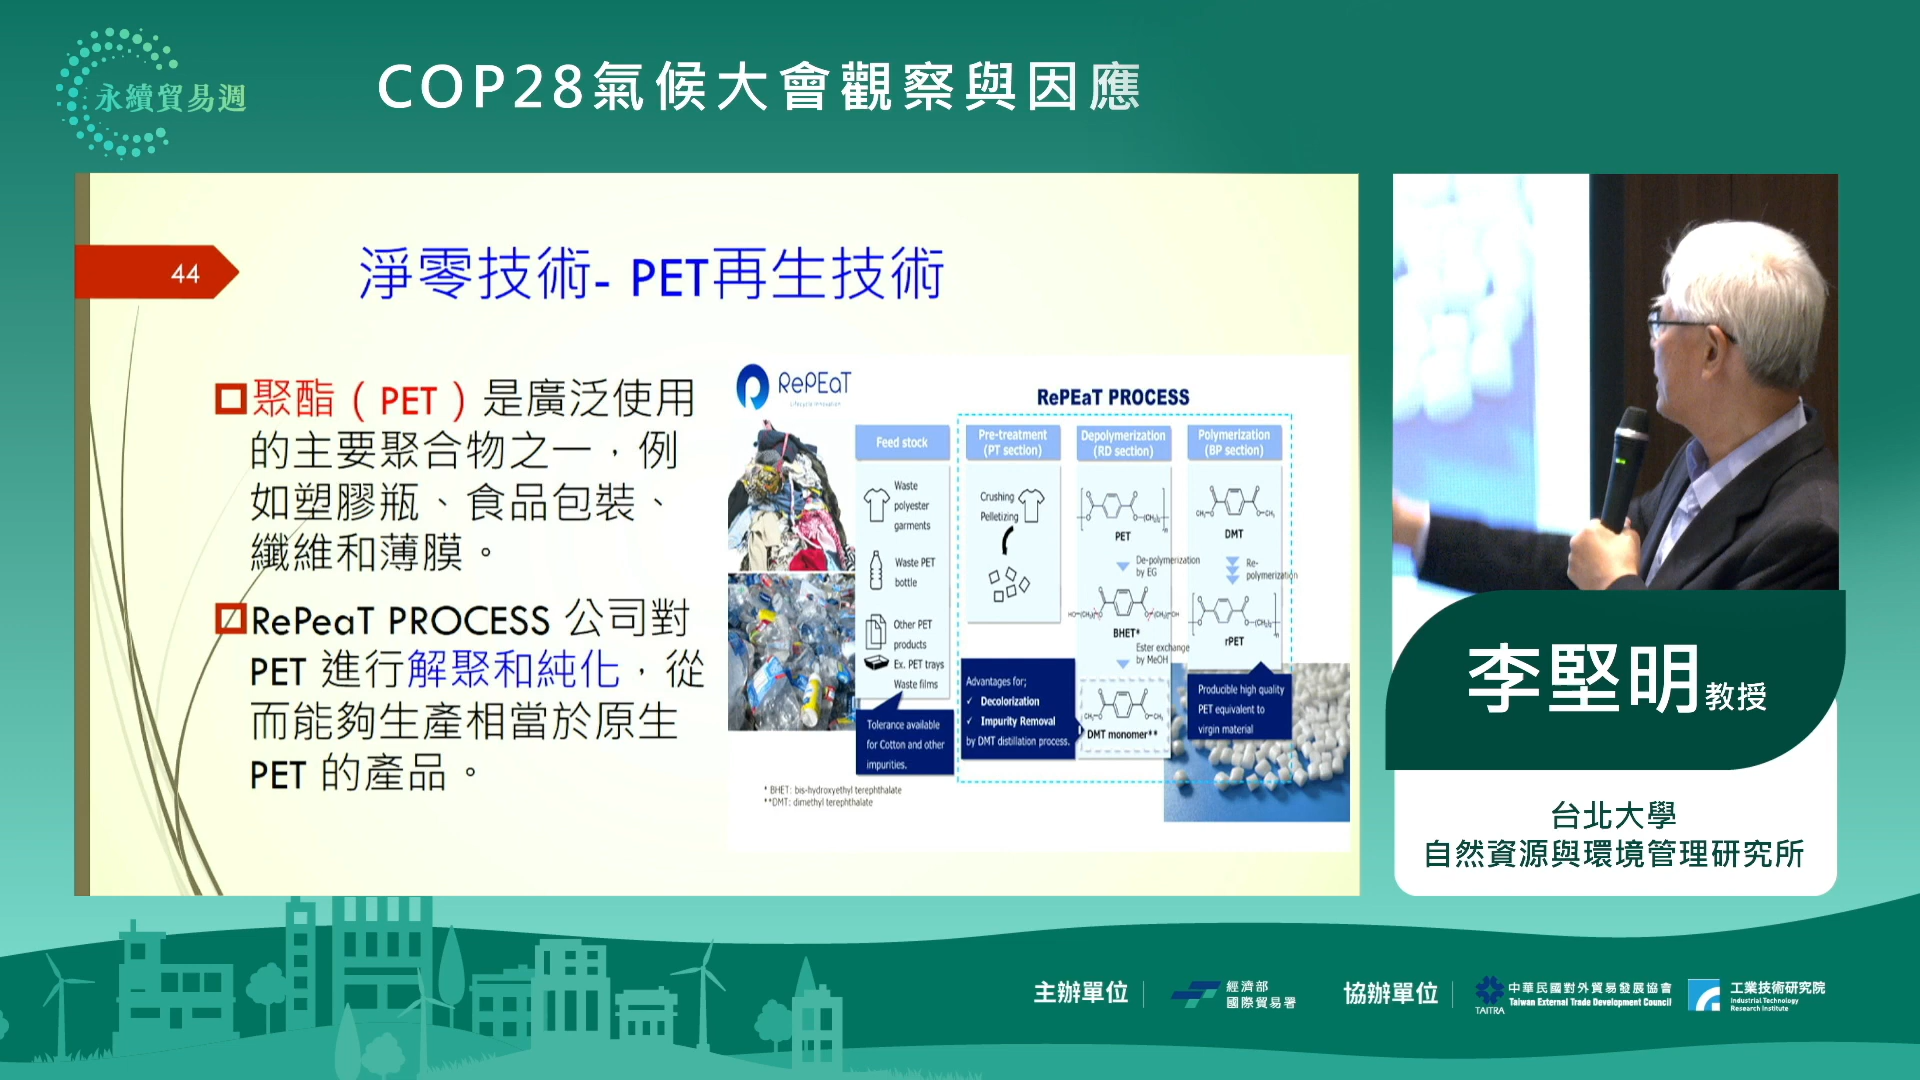 永續貿易週
COP28氣候大會觀察與因應
44
淨零技術- PET再生技術
聚酯（PET）是廣泛使用
的主要聚合物之一，例
如塑膠瓶、食品包裝、
纖維和薄膜。
RePeaT PROCESS 公司對
PET 進行解聚和純化，從
而能夠生產相當於原生
PET 的產品。
RePEaT
Lifecycle Innovation
RePEaT PROCESS
Feed stock
Waste
polyester
garments
Waste PET
bottle
Other PET
products
Ex. PET trays
Waste films
Tolerance available
for Cotton and other
impurities.
Pre-treatment
(PT section)
Crushing
Pelletizing
Advantages for;
✓ Decolorization
✓ Impurity Removal
by DMT distillation process.
Depolymerization
(RD section)
PET
De-polymerization
by EG
BHET*
Ester exchange
by MeOH
DMT monomer**
Polymerization
(BP section)
DMT
Re-
polymerization
rPET
Producible high quality
PET equivalent to
virgin material
* BHET: bis-hydroxyethyl terephthalate
**DMT: dimethyl terephthalate
李堅明教授
台北大學
自然資源與環境管理研究所
主辦單位
經濟部
國際貿易署
協辦單位
TAITRA
中華民國對外貿易發展協會
Taiwan External Trade Development Council
工業技術研究院
Industrial Technology
Research Institute